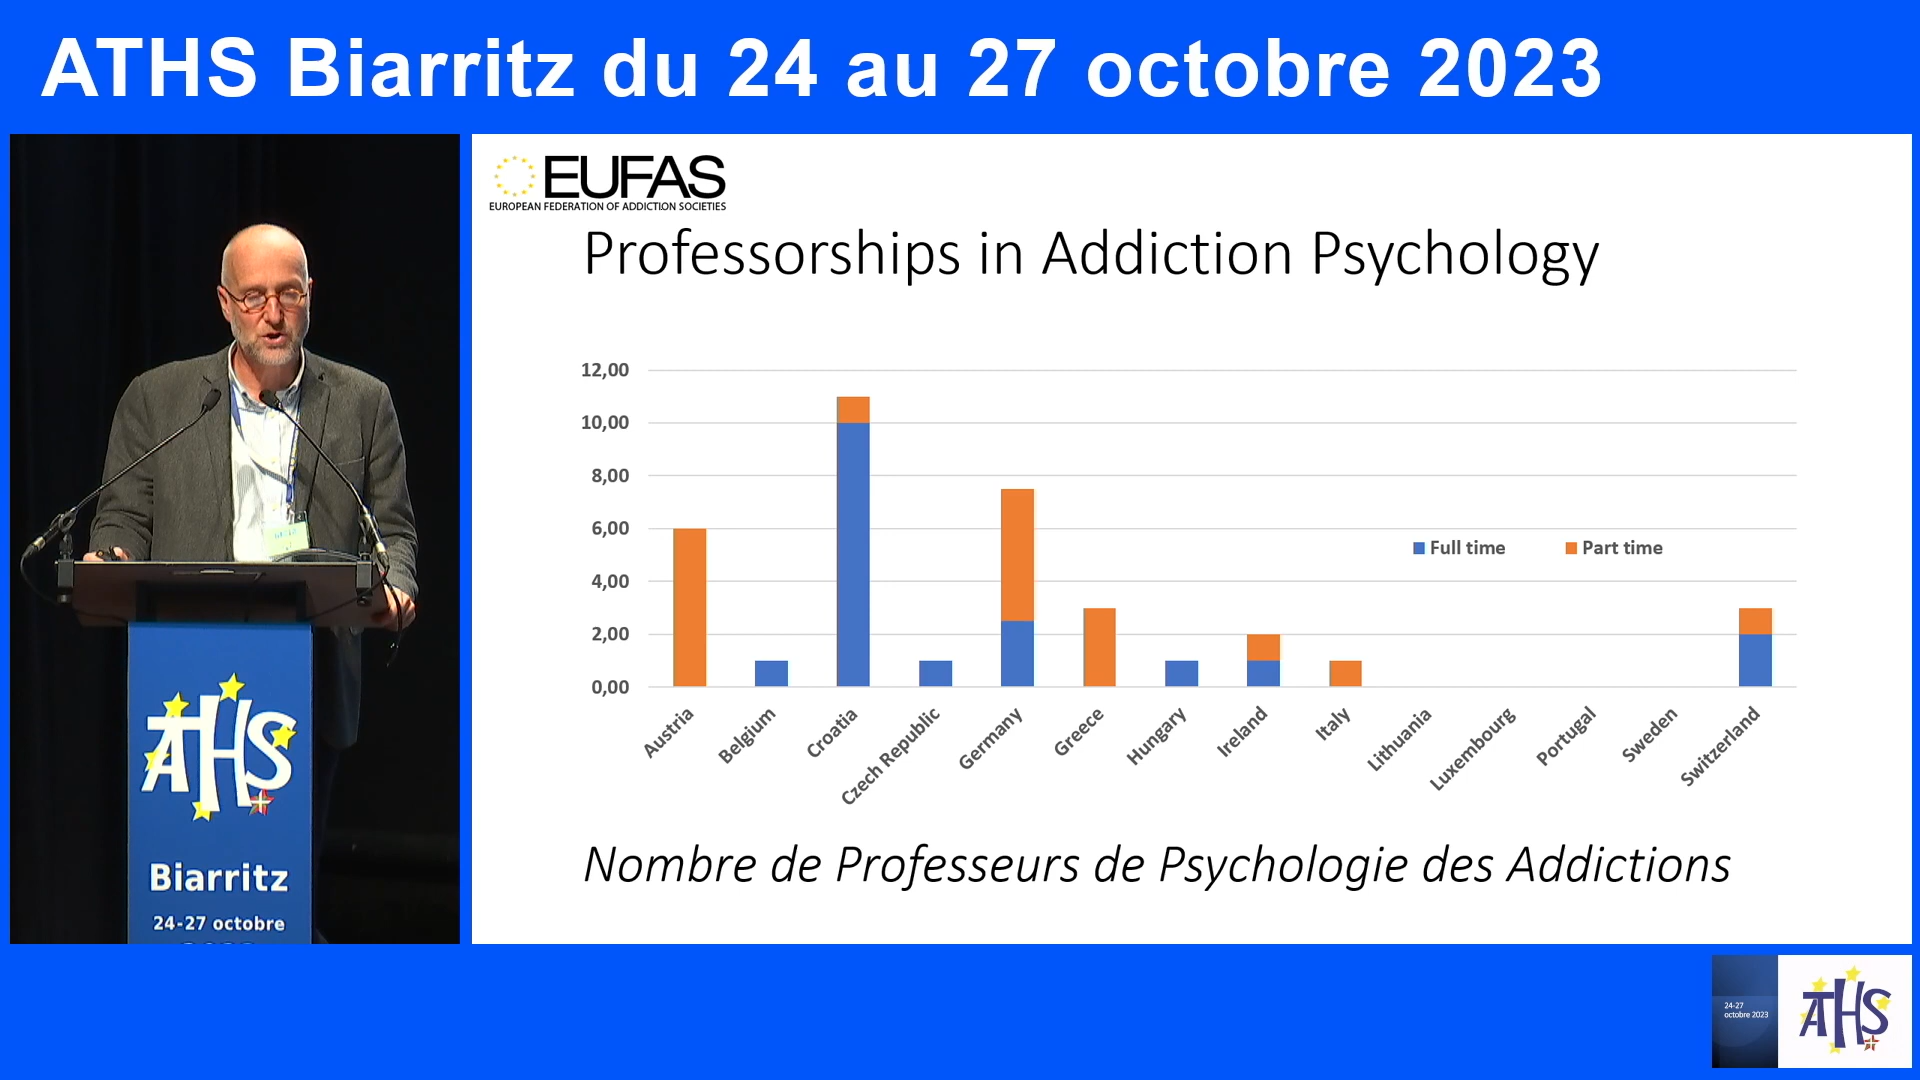 ATHS Biarritz du 24 au 27 octobre 2023
EUFAS
EUROPEAN FEDERATION OF ADDICTION SOCIETIES
Professorships in Addiction Psychology
12,00
10,00
8,00
6,00
4,00
2,00
0,00
Full time
Part time
Austria
Belgium
Croatia
Czech Republic
Germany
Greece
Hungary
Ireland
Italy
Lithuania
Luxembourg
Portugal
Sweden
Switzerland
Nombre de Professeurs de Psychologie des Addictions
ATHS
Biarritz
24-27 octobre
24-27
octobre 2023
ATHS